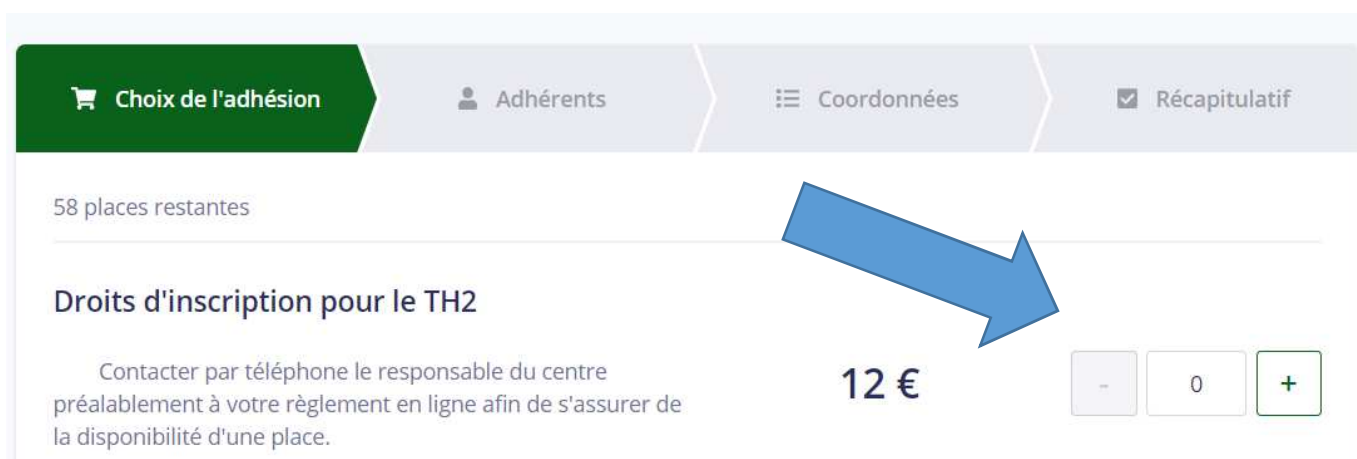 Choix de l'adhésion
Adhérents
Coordonnées
Récapitulatif
58 places restantes
Droits d'inscription pour le TH2
Contacter par téléphone le responsable du centre
préalablement à votre règlement en ligne afin de s'assurer de
la disponibilité d'une place.
12 €
- 0 +